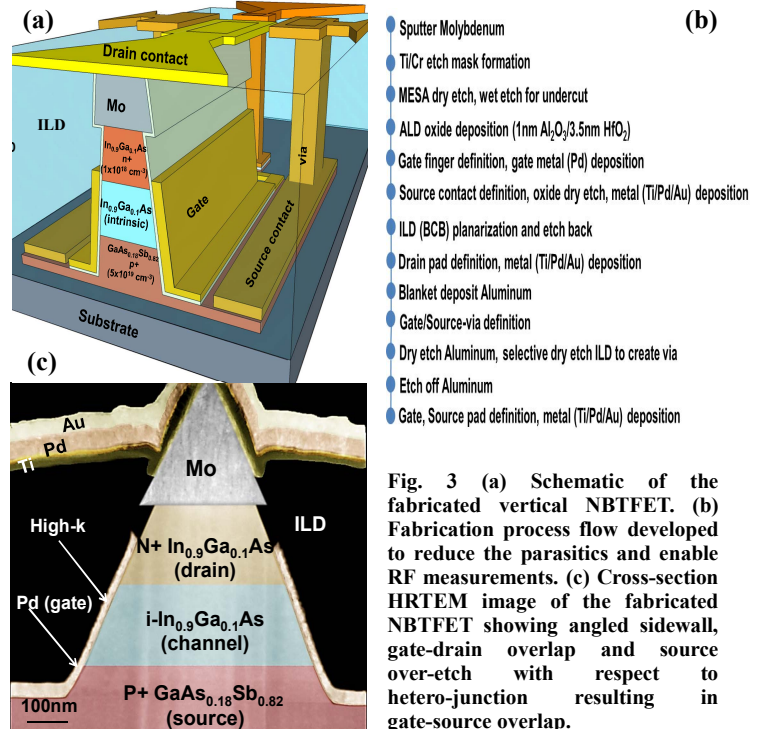 (a)
Drain contact
Mo
ILD
In0.9Ga0.1As
n+
(1x10¹⁸ cm⁻³)
In0.9Ga0.1As
(intrinsic)
GaAs0.18Sb0.82
p+
(5x10¹⁹ cm⁻³)
Gate
via
Source contact
Substrate
(b)
Sputter Molybdenum
Ti/Cr etch mask formation
MESA dry etch, wet etch for undercut
ALD oxide deposition (1nm Al2O3/3.5nm HfO2)
Gate finger definition, gate metal (Pd) deposition
Source contact definition, oxide dry etch, metal (Ti/Pd/Au) deposition
ILD (BCB) planarization and etch back
Drain pad definition, metal (Ti/Pd/Au) deposition
Blanket deposit Aluminum
Gate/Source-via definition
Dry etch Aluminum, selective dry etch ILD to create via
Etch off Aluminum
Gate, Source pad definition, metal (Ti/Pd/Au) deposition
(c)
Au
Pd
Ti
Mo
High-k
ILD
N+ In0.9Ga0.1As
(drain)
Pd (gate)
i-In0.9Ga0.1As
(channel)
P+ GaAs0.18Sb0.82
(source)
100nm
Fig. 3 (a) Schematic of the
fabricated vertical NBTFET. (b)
Fabrication process flow developed
to reduce the parasitics and enable
RF measurements. (c) Cross-section
HRTEM image of the fabricated
NBTFET showing angled sidewall,
gate-drain overlap and source
over-etch with respect to
hetero-junction resulting in
gate-source overlap.